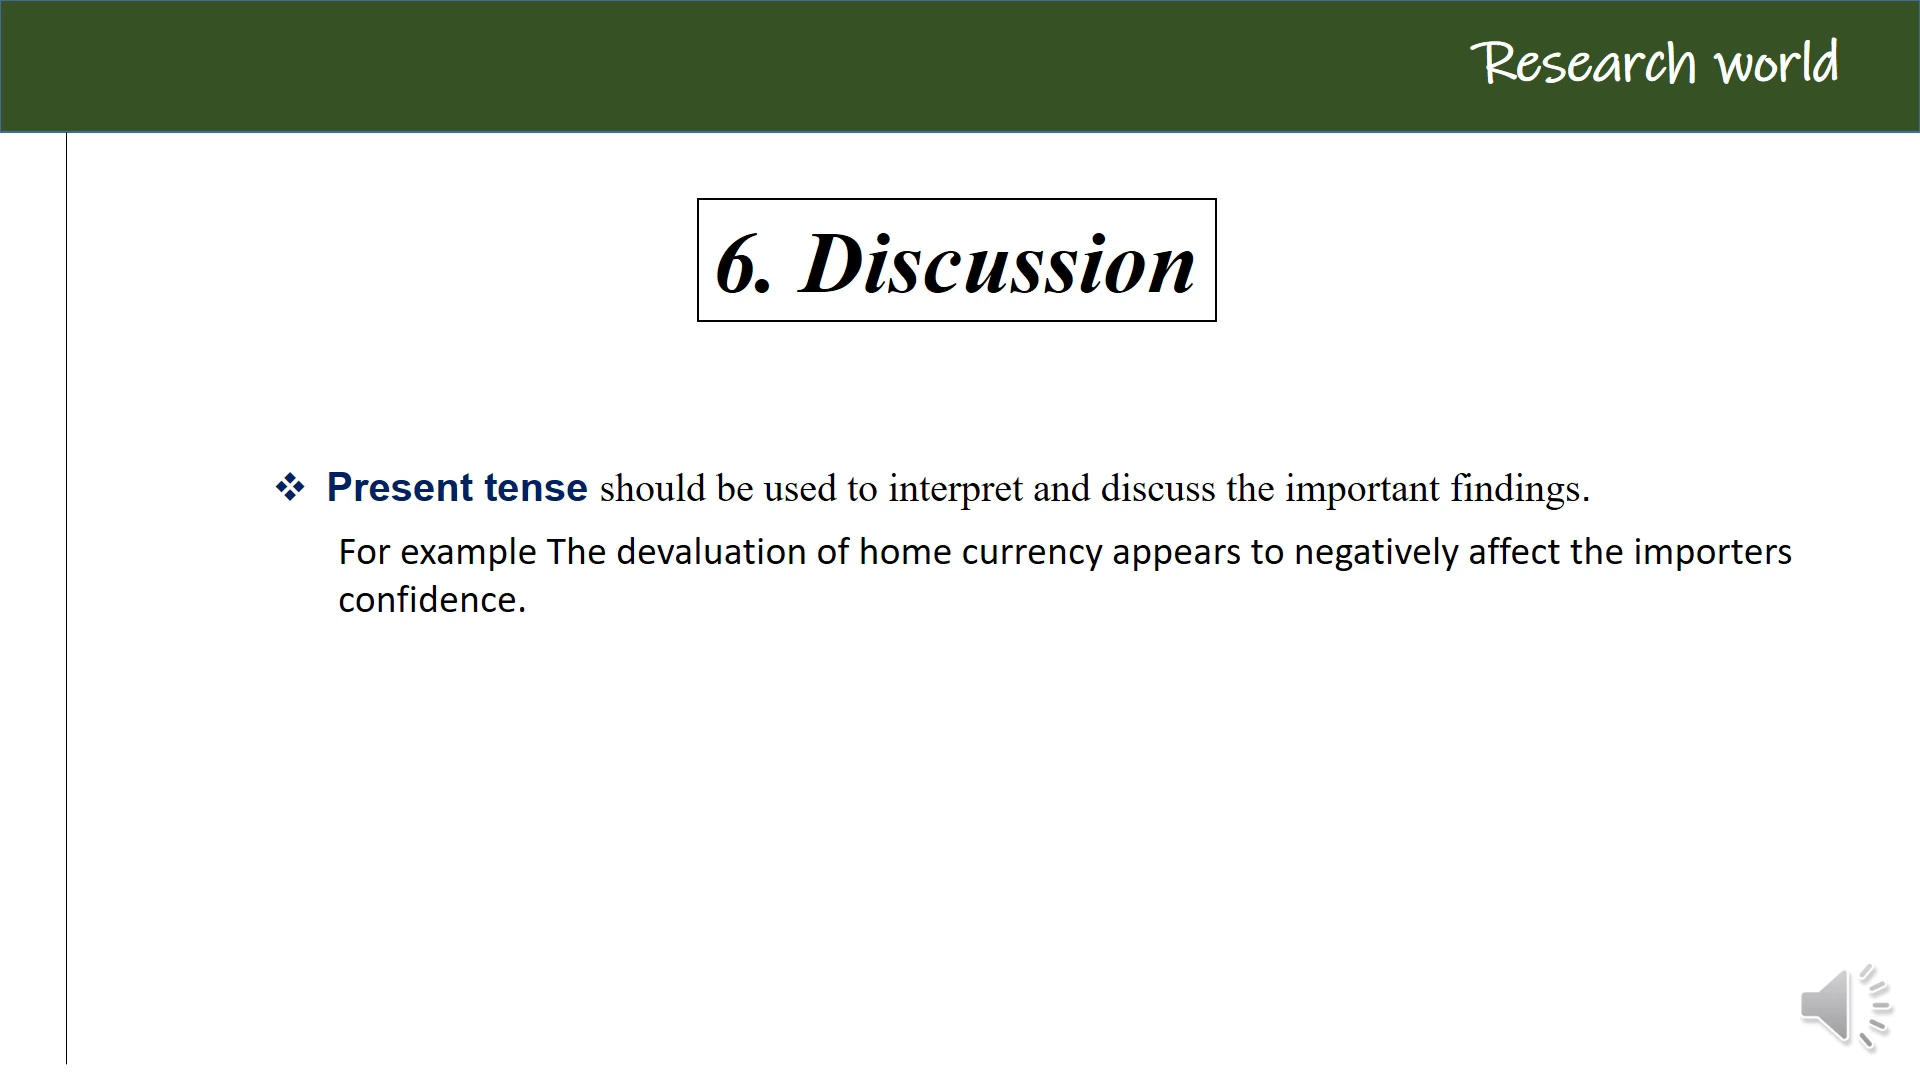 Research world
6. Discussion
❖ Present tense should be used to interpret and discuss the important findings.
For example The devaluation of home currency appears to negatively affect the importers
confidence.